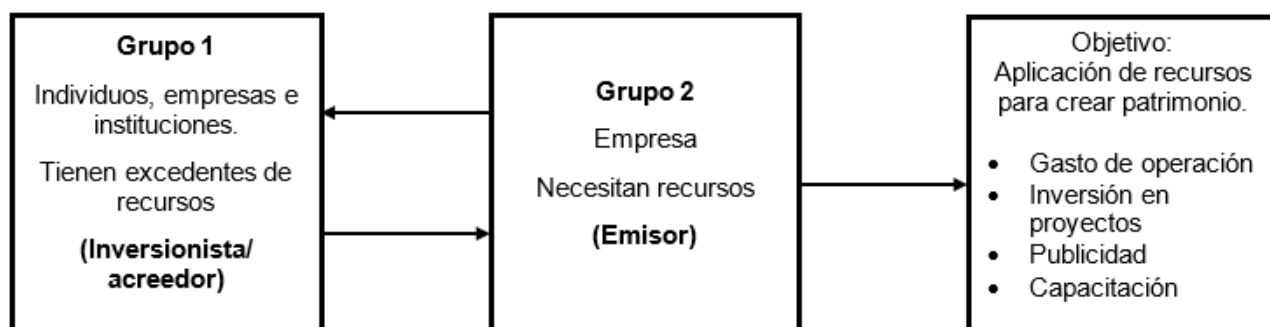 Grupo 1
Individuos, empresas e
instituciones.
Tienen excedentes de
recursos
(Inversionista/
acreedor)
Grupo 2
Empresa
Necesitan recursos
(Emisor)
Objetivo:
Aplicación de recursos
para crear patrimonio.
• Gasto de operación
• Inversión en
proyectos
• Publicidad
• Capacitación